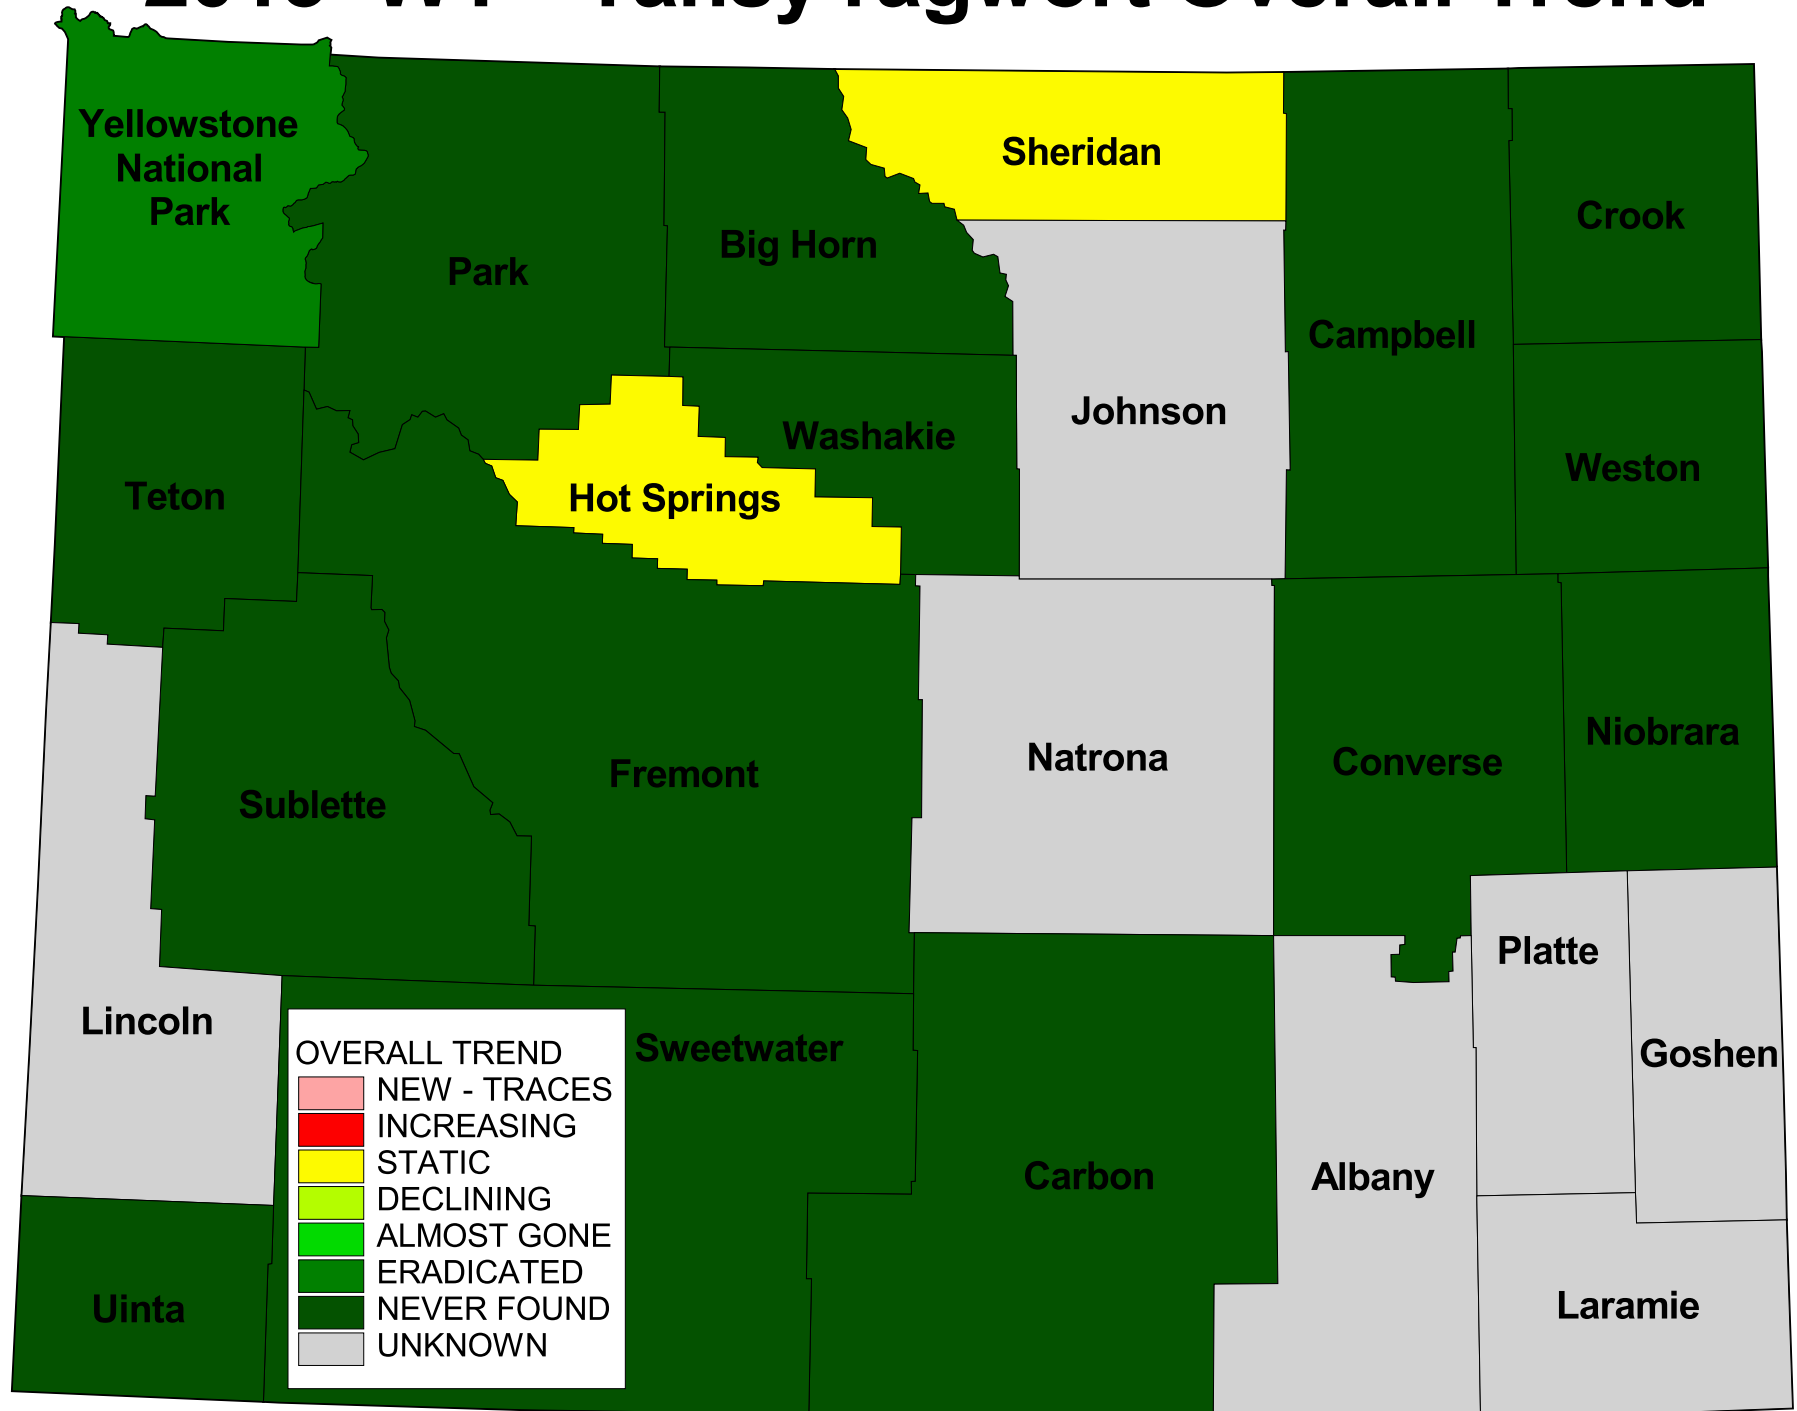 Yellowstone
National
Park
Park
Big Horn
Sheridan
Campbell
Crook
Teton
Hot Springs
Washakie
Johnson
Weston
Sublette
Fremont
Natrona
Converse
Niobrara
Lincoln
Sweetwater
Carbon
Albany
Platte
Goshen
Uinta
Laramie
OVERALL TREND
NEW - TRACES
INCREASING
STATIC
DECLINING
ALMOST GONE
ERADICATED
NEVER FOUND
UNKNOWN